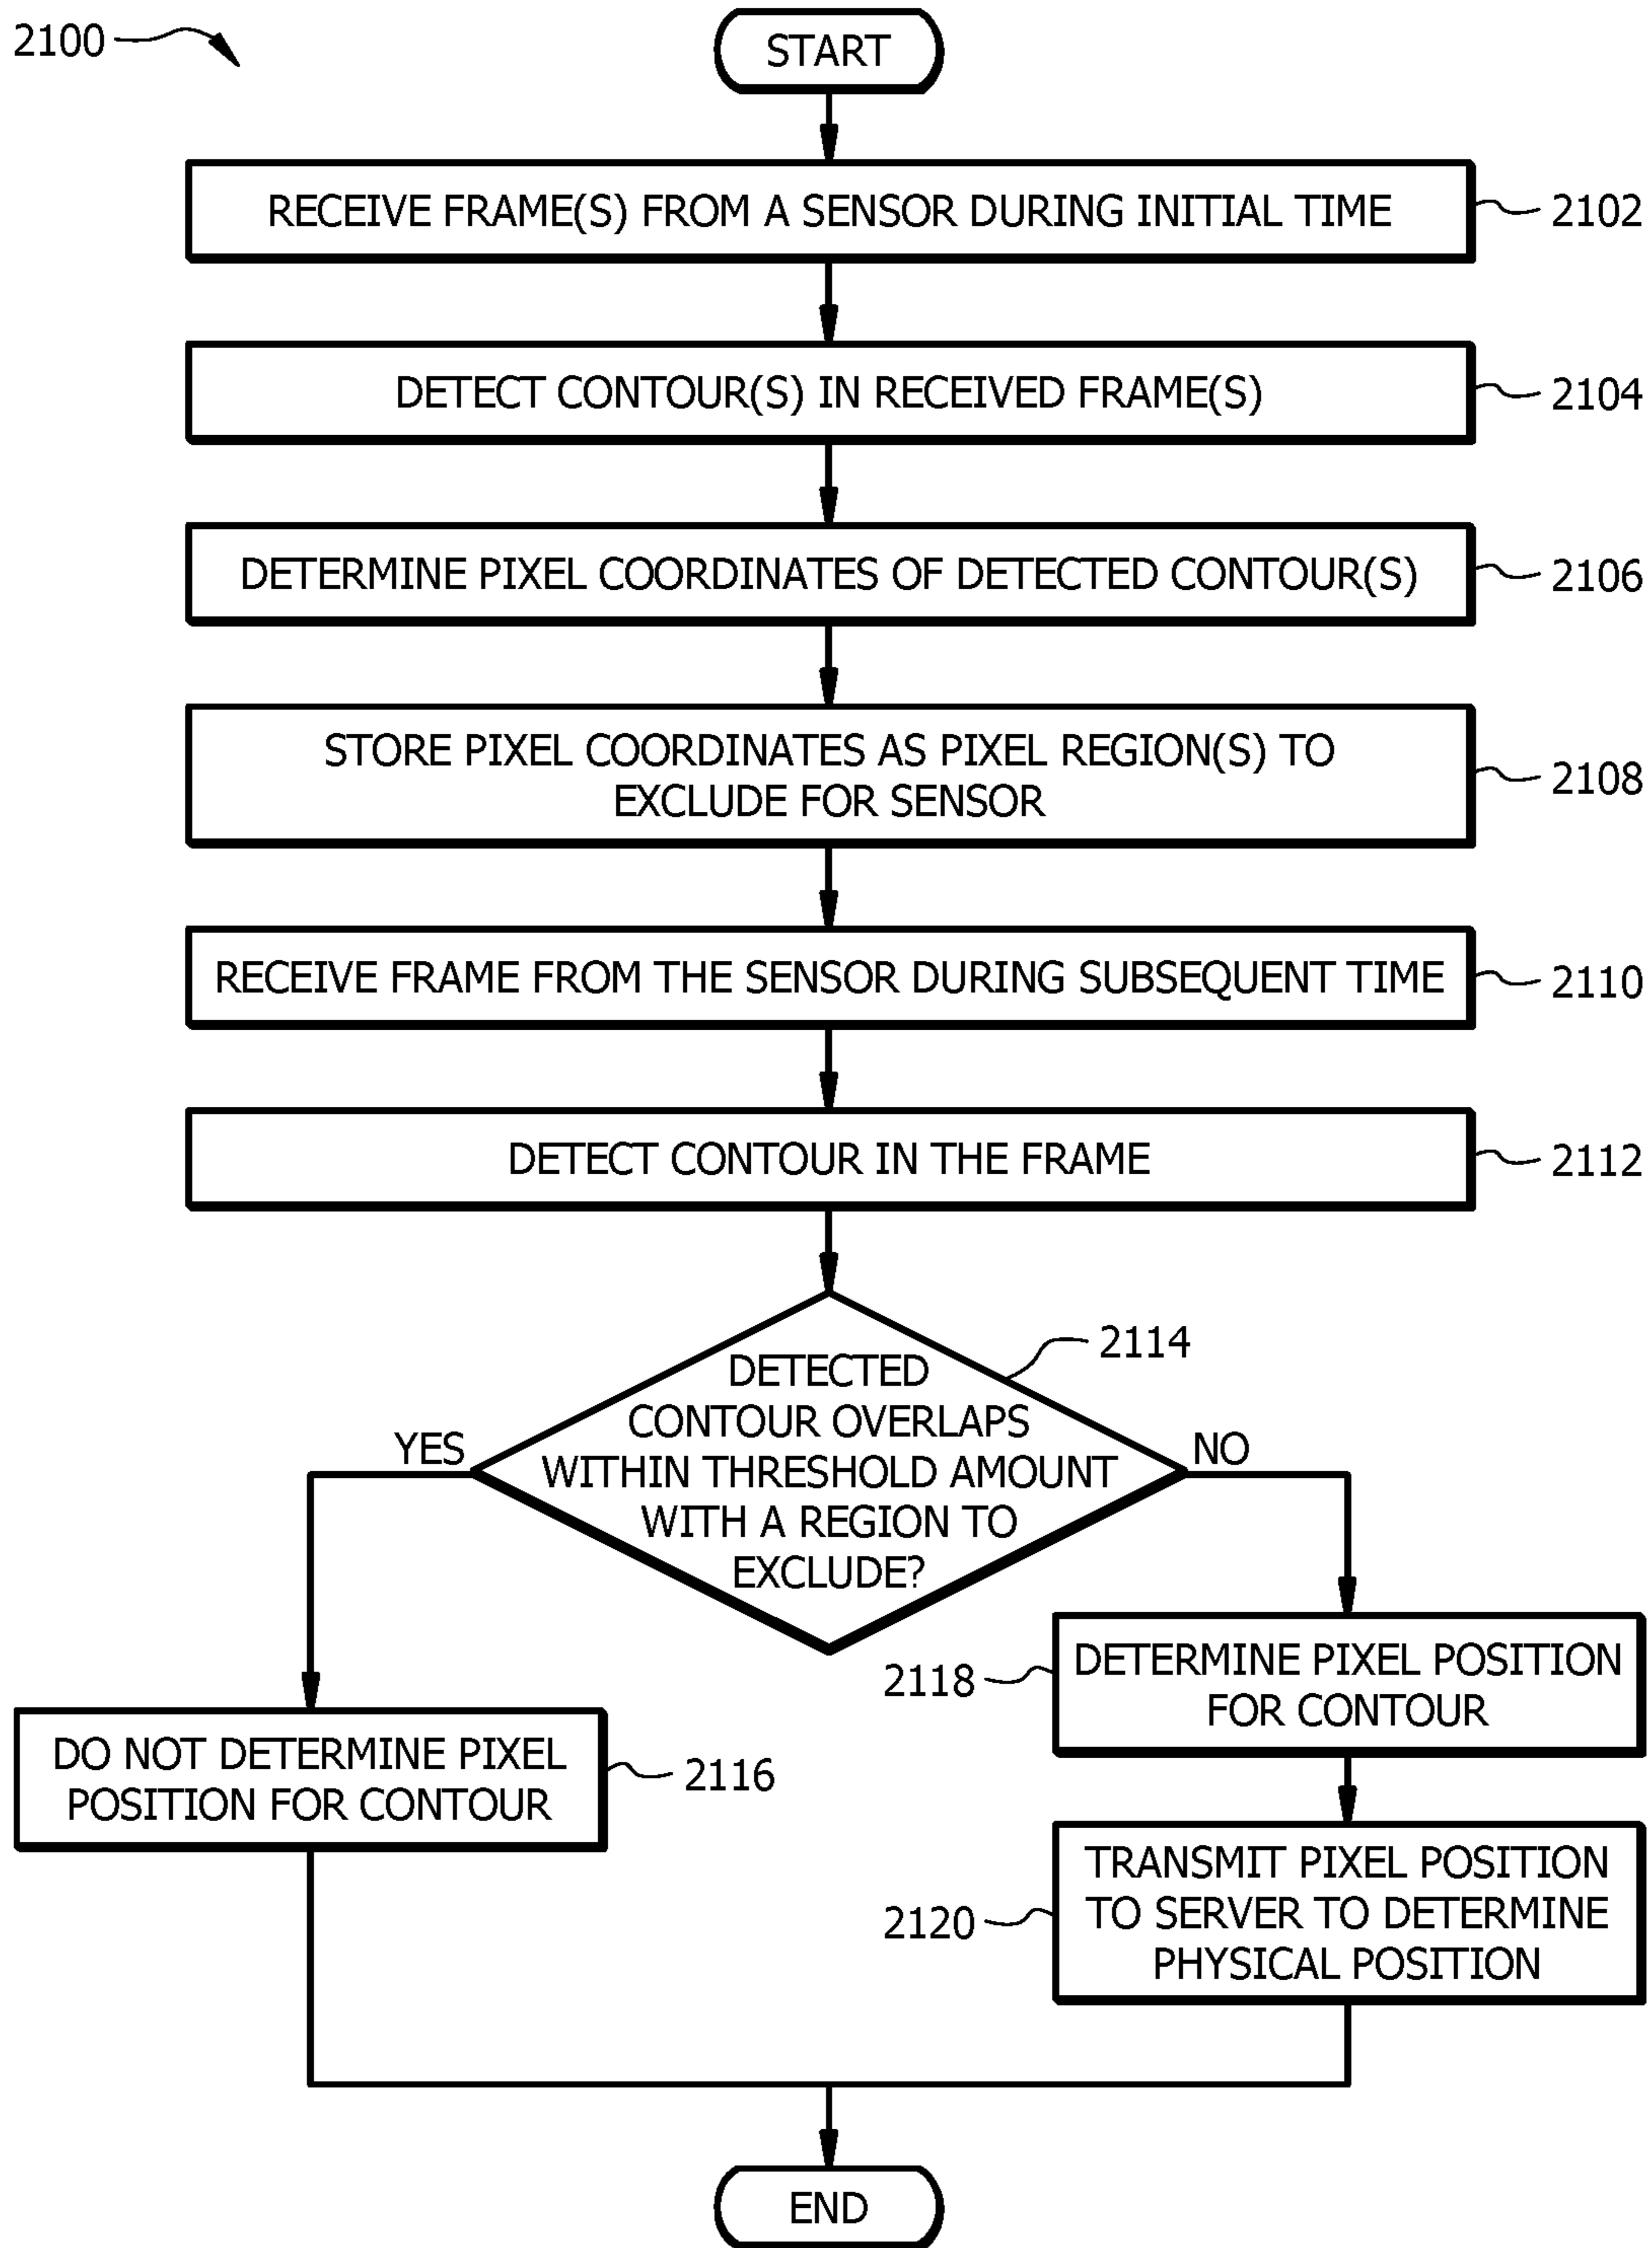 2100
START
RECEIVE FRAME(S) FROM A SENSOR DURING INITIAL TIME
2102
DETECT CONTOUR(S) IN RECEIVED FRAME(S)
2104
DETERMINE PIXEL COORDINATES OF DETECTED CONTOUR(S)
2106
STORE PIXEL COORDINATES AS PIXEL REGION(S) TO
EXCLUDE FOR SENSOR
2108
RECEIVE FRAME FROM THE SENSOR DURING SUBSEQUENT TIME
2110
DETECT CONTOUR IN THE FRAME
2112
2114
DETECTED
CONTOUR OVERLAPS
WITHIN THRESHOLD AMOUNT
WITH A REGION TO
EXCLUDE?
YES
NO
DO NOT DETERMINE PIXEL
POSITION FOR CONTOUR
2116
2118
DETERMINE PIXEL POSITION
FOR CONTOUR
2120
TRANSMIT PIXEL POSITION
TO SERVER TO DETERMINE
PHYSICAL POSITION
END